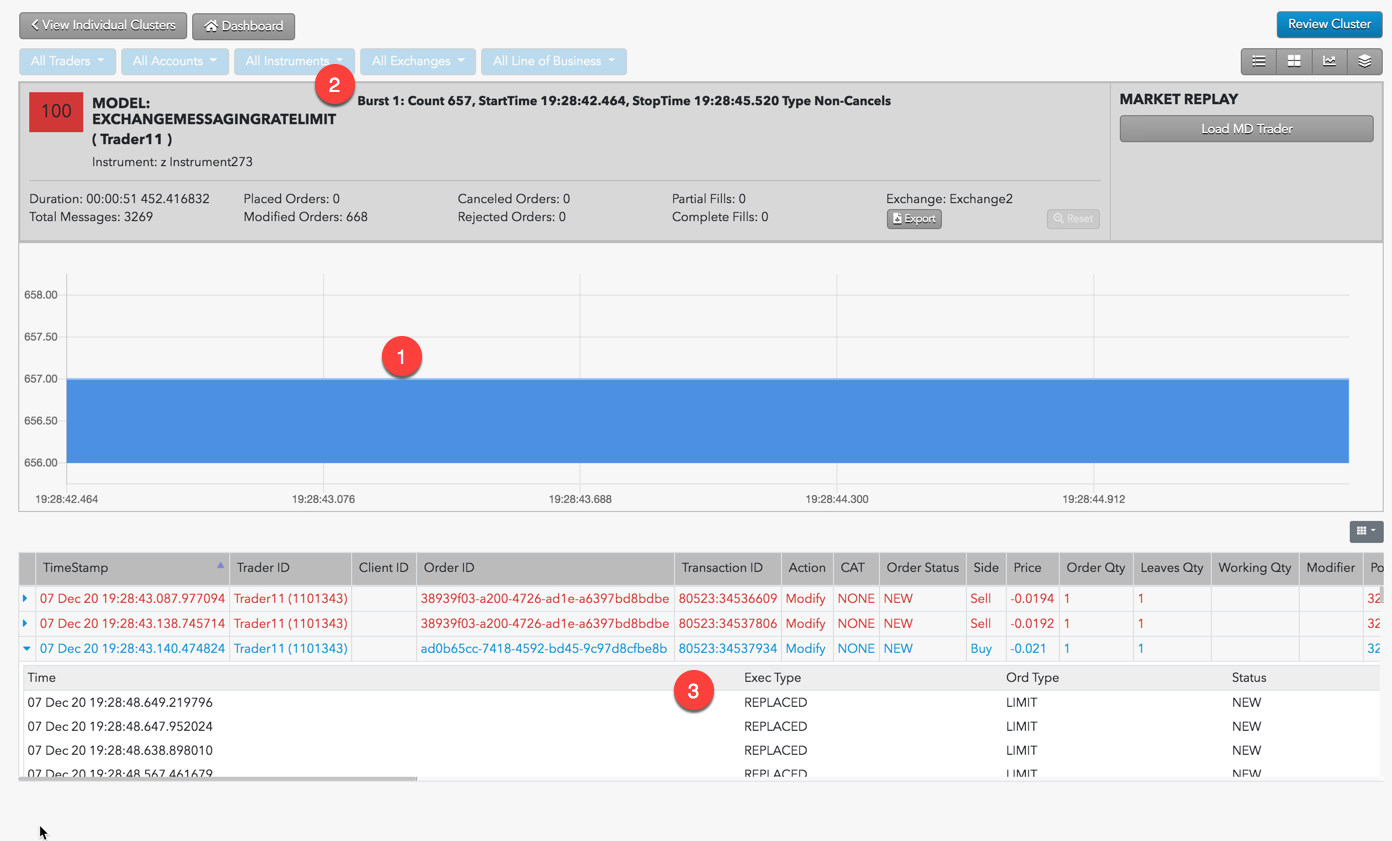 View Individual Clusters Dashboard Review Cluster
All Traders All Accounts All Instruments All Exchanges All Line of Business
2
100
MODEL:
EXCHANGEMESSAGINGRATELIMIT
( Trader11 )
Instrument: z Instrument273
Burst 1: Count 657, StartTime 19:28:42.464, StopTime 19:28:45.520 Type Non-Cancels
MARKET REPLAY
Load MD Trader
Duration: 00:00:51 452.416832 Placed Orders: 0 Canceled Orders: 0 Partial Fills: 0 Exchange: Exchange2
Total Messages: 3269 Modified Orders: 668 Rejected Orders: 0 Complete Fills: 0 Export Reset
658.00
657.50
1
657.00
656.50
656.00
19:28:42.464 19:28:43.076 19:28:43.688 19:28:44.300 19:28:44.912
TimeStamp Trader ID Client ID Order ID Transaction ID Action CAT Order Status Side Price Order Qty Leaves Qty Working Qty Modifier Po
07 Dec 20 19:28:43.087.977094 Trader11 (1101343) 38939f03-a200-4726-ad1e-a6397bd8bdbe 80523:34536609 Modify NONE NEW Sell -0.0194 1 1 32
07 Dec 20 19:28:43.138.745714 Trader11 (1101343) 38939f03-a200-4726-ad1e-a6397bd8bdbe 80523:34537806 Modify NONE NEW Sell -0.0192 1 1 32
07 Dec 20 19:28:43.140.474824 Trader11 (1101343) ad0b65cc-7418-4592-bd45-9c97d8cfbe8b 80523:34537934 Modify NONE NEW Buy -0.021 1 1 32
Time Exec Type Ord Type Status
3
07 Dec 20 19:28:48.649.219796 REPLACED LIMIT NEW
07 Dec 20 19:28:48.647.952024 REPLACED LIMIT NEW
07 Dec 20 19:28:48.638.898010 REPLACED LIMIT NEW
07 Dec 20 19:28:48.567.461679 REPLACED LIMIT NEW